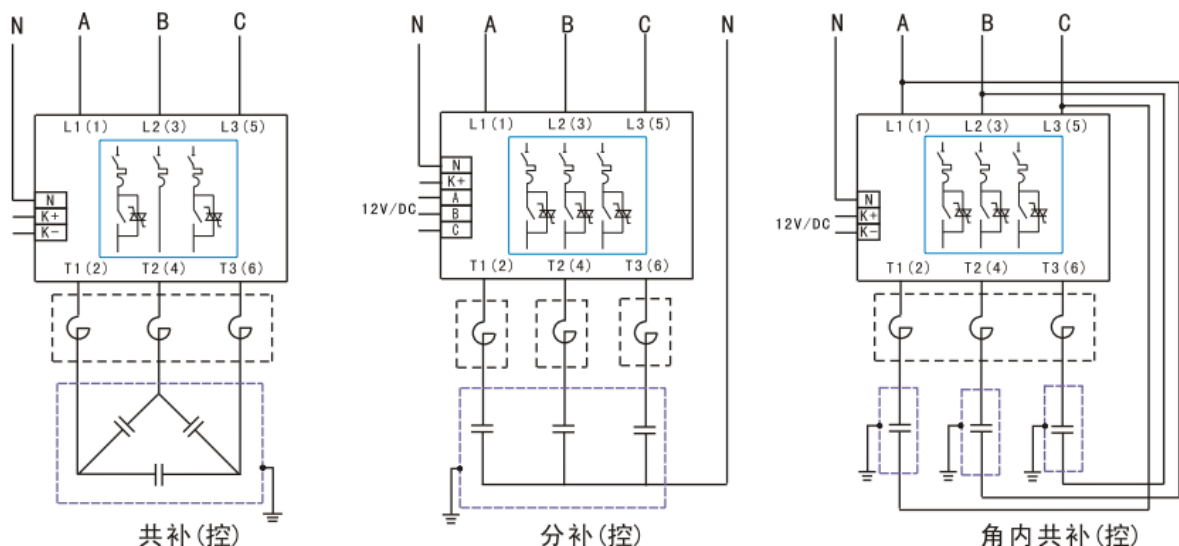 N A B C
L1(1) L2(3) L3(5)
N
K+
K-
T1(2) T2(4) T3(6)
共补(控)
N A B C N
L1(1) L2(3) L3(5)
N
K+
A
12V/DC B
C
T1(2) T2(4) T3(6)
分补(控)
N A B C
L1(1) L2(3) L3(5)
N
K+
12V/DC K-
T1(2) T2(4) T3(6)
角内共补(控)